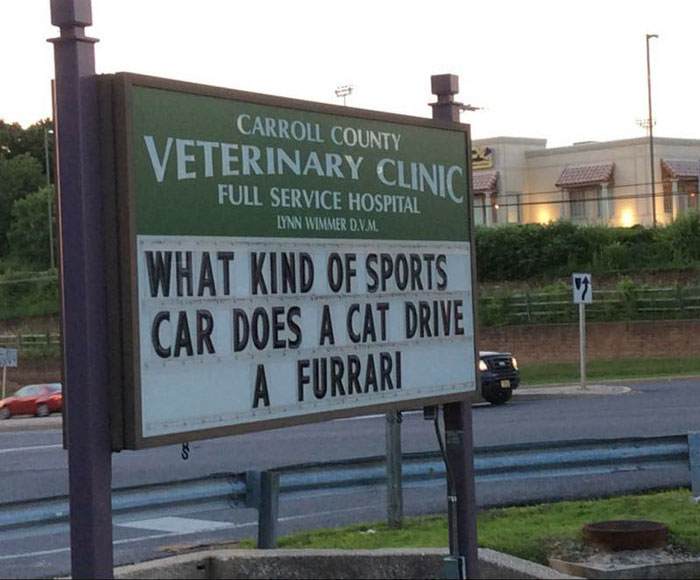 CARROLL COUNTY
VETERINARY CLINIC
FULL SERVICE HOSPITAL
LYNN WIMMER D.V.M.
WHAT KIND OF SPORTS
CAR DOES A CAT DRIVE
A FURRARI